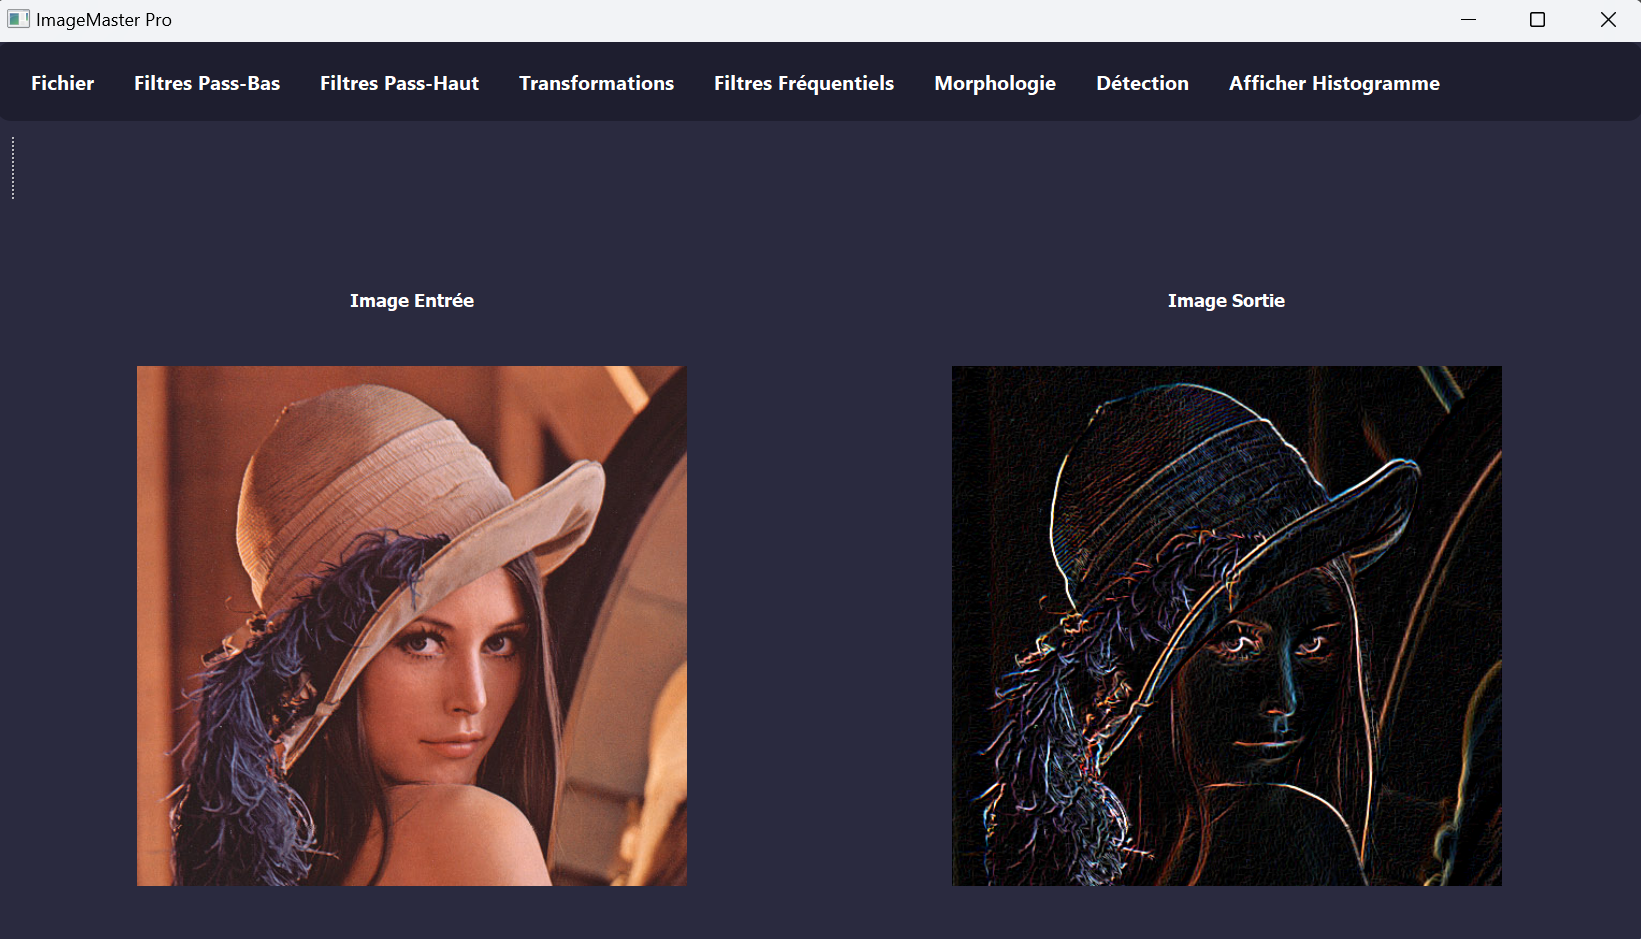 ImageMaster Pro
Fichier Filtres Pass-Bas Filtres Pass-Haut Transformations Filtres Fréquentiels Morphologie Détection Afficher Histogramme
Image Entrée Image Sortie